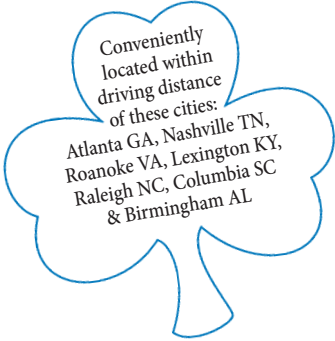 Conveniently
located within
driving distance
of these cities:
Atlanta GA, Nashville TN,
Roanoke VA, Lexington KY,
Raleigh NC, Columbia SC
& Birmingham AL